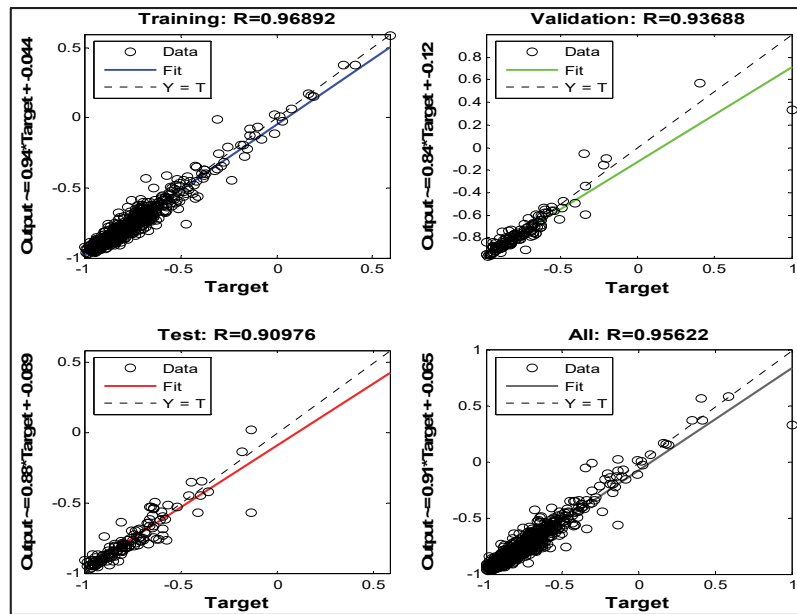 Training: R=0.96892
Output ~= 0.94*Target + -0.044
0.5
0
-0.5
-1
Data
Fit
Y = T
-1
-0.5
0
0.5
Target
Validation: R=0.93688
Output ~= 0.84*Target + -0.12
0.8
0.6
0.4
0.2
0
-0.2
-0.4
-0.6
-0.8
Data
Fit
Y = T
-0.5
0
0.5
1
Target
Test: R=0.90976
Output ~= 0.88*Target + -0.089
0.5
0
-0.5
-1
Data
Fit
Y = T
-1
-0.5
0
0.5
Target
All: R=0.95622
Output ~= 0.91*Target + -0.065
1
0.5
0
-0.5
-1
Data
Fit
Y = T
-1
-0.5
0
0.5
1
Target